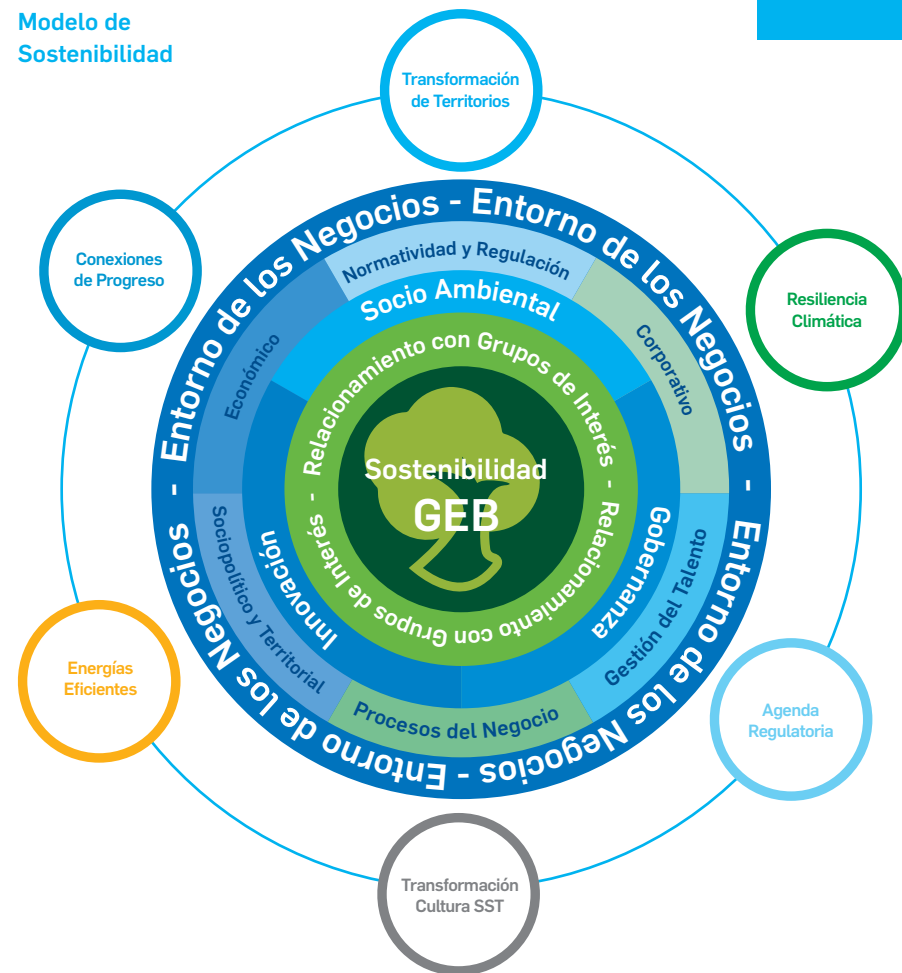 Modelo de
Sostenibilidad
Transformación
de Territorios
Conexiones
de Progreso
Resiliencia
Climática
Energías
Eficientes
Agenda
Regulatoria
Transformación
Cultura SST
Entorno de los Negocios - Entorno de los Negocios - Entorno de los Negocios - Entorno de los Negocios -
Normatividad y Regulación
Corporativo
Gestión del Talento
Procesos del Negocio
Sociopolítico y Territorial
Económico
Socio Ambiental
Gobernanza
Innovación
Relacionamiento con Grupos de Interés - Relacionamiento con Grupos de Interés -
Sostenibilidad
GEB